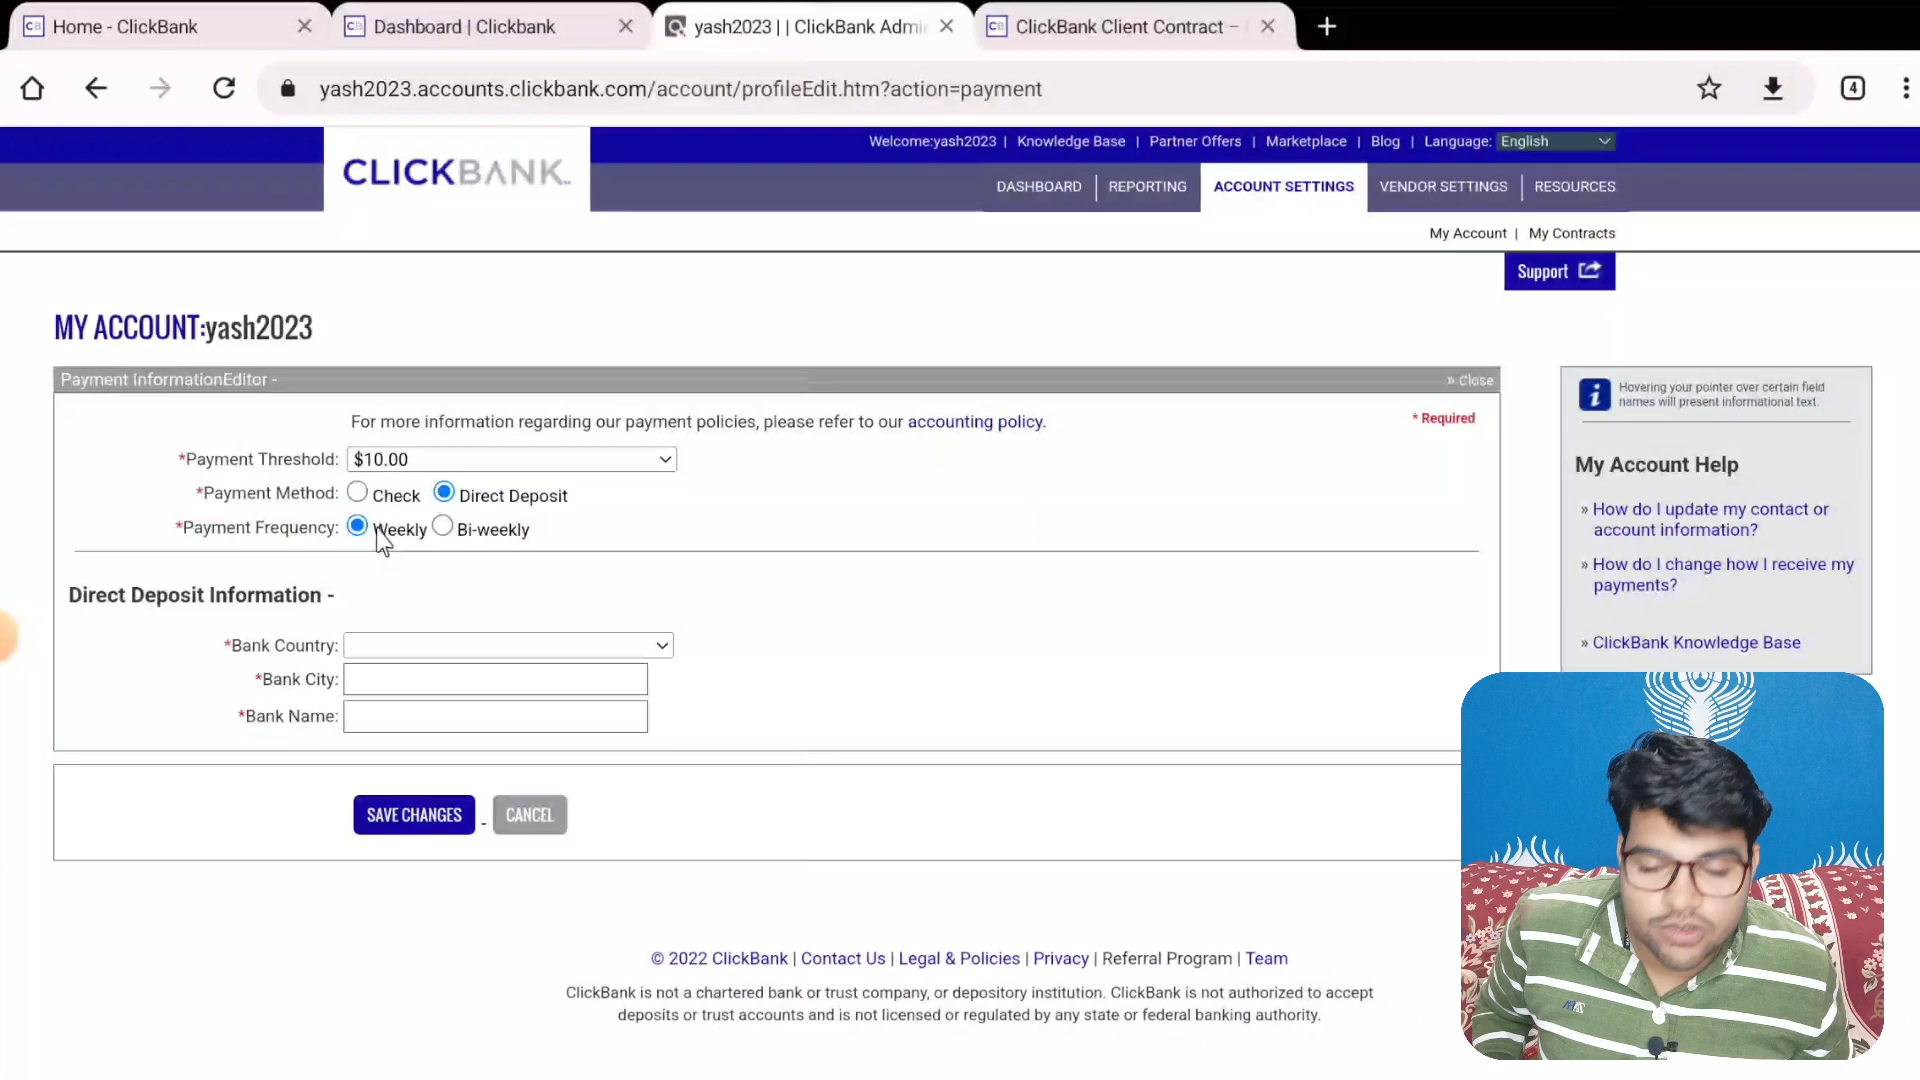 Home - ClickBank
Dashboard | Clickbank
yash2023 | | ClickBank Admi
ClickBank Client Contract –
yash2023.accounts.clickbank.com/account/profileEdit.htm?action=payment
4
Welcome:yash2023 | Knowledge Base | Partner Offers | Marketplace | Blog | Language: English
CLICKBANK
DASHBOARD | REPORTING ACCOUNT SETTINGS VENDOR SETTINGS | RESOURCES
My Account | My Contracts
Support
MY ACCOUNT:yash2023
Payment InformationEditor -
» Close
For more information regarding our payment policies, please refer to our accounting policy.
* Required
*Payment Threshold: $10.00
*Payment Method: Check Direct Deposit
*Payment Frequency: Weekly Bi-weekly
Direct Deposit Information -
*Bank Country:
*Bank City:
*Bank Name:
SAVE CHANGES - CANCEL
Hovering your pointer over certain field
names will present informational text.
My Account Help
» How do I update my contact or
account information?
» How do I change how I receive my
payments?
» ClickBank Knowledge Base
© 2022 ClickBank | Contact Us | Legal & Policies | Privacy | Referral Program | Team
ClickBank is not a chartered bank or trust company, or depository institution. ClickBank is not authorized to accept
deposits or trust accounts and is not licensed or regulated by any state or federal banking authority.